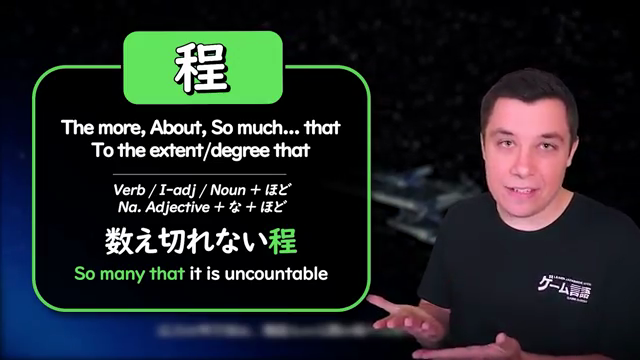 程
The more, About, So much... that
To the extent/degree that
Verb / I-adj / Noun + ほど
Na. Adjective + な + ほど
数え切れない程
So many that it is uncountable
ゲーム言語